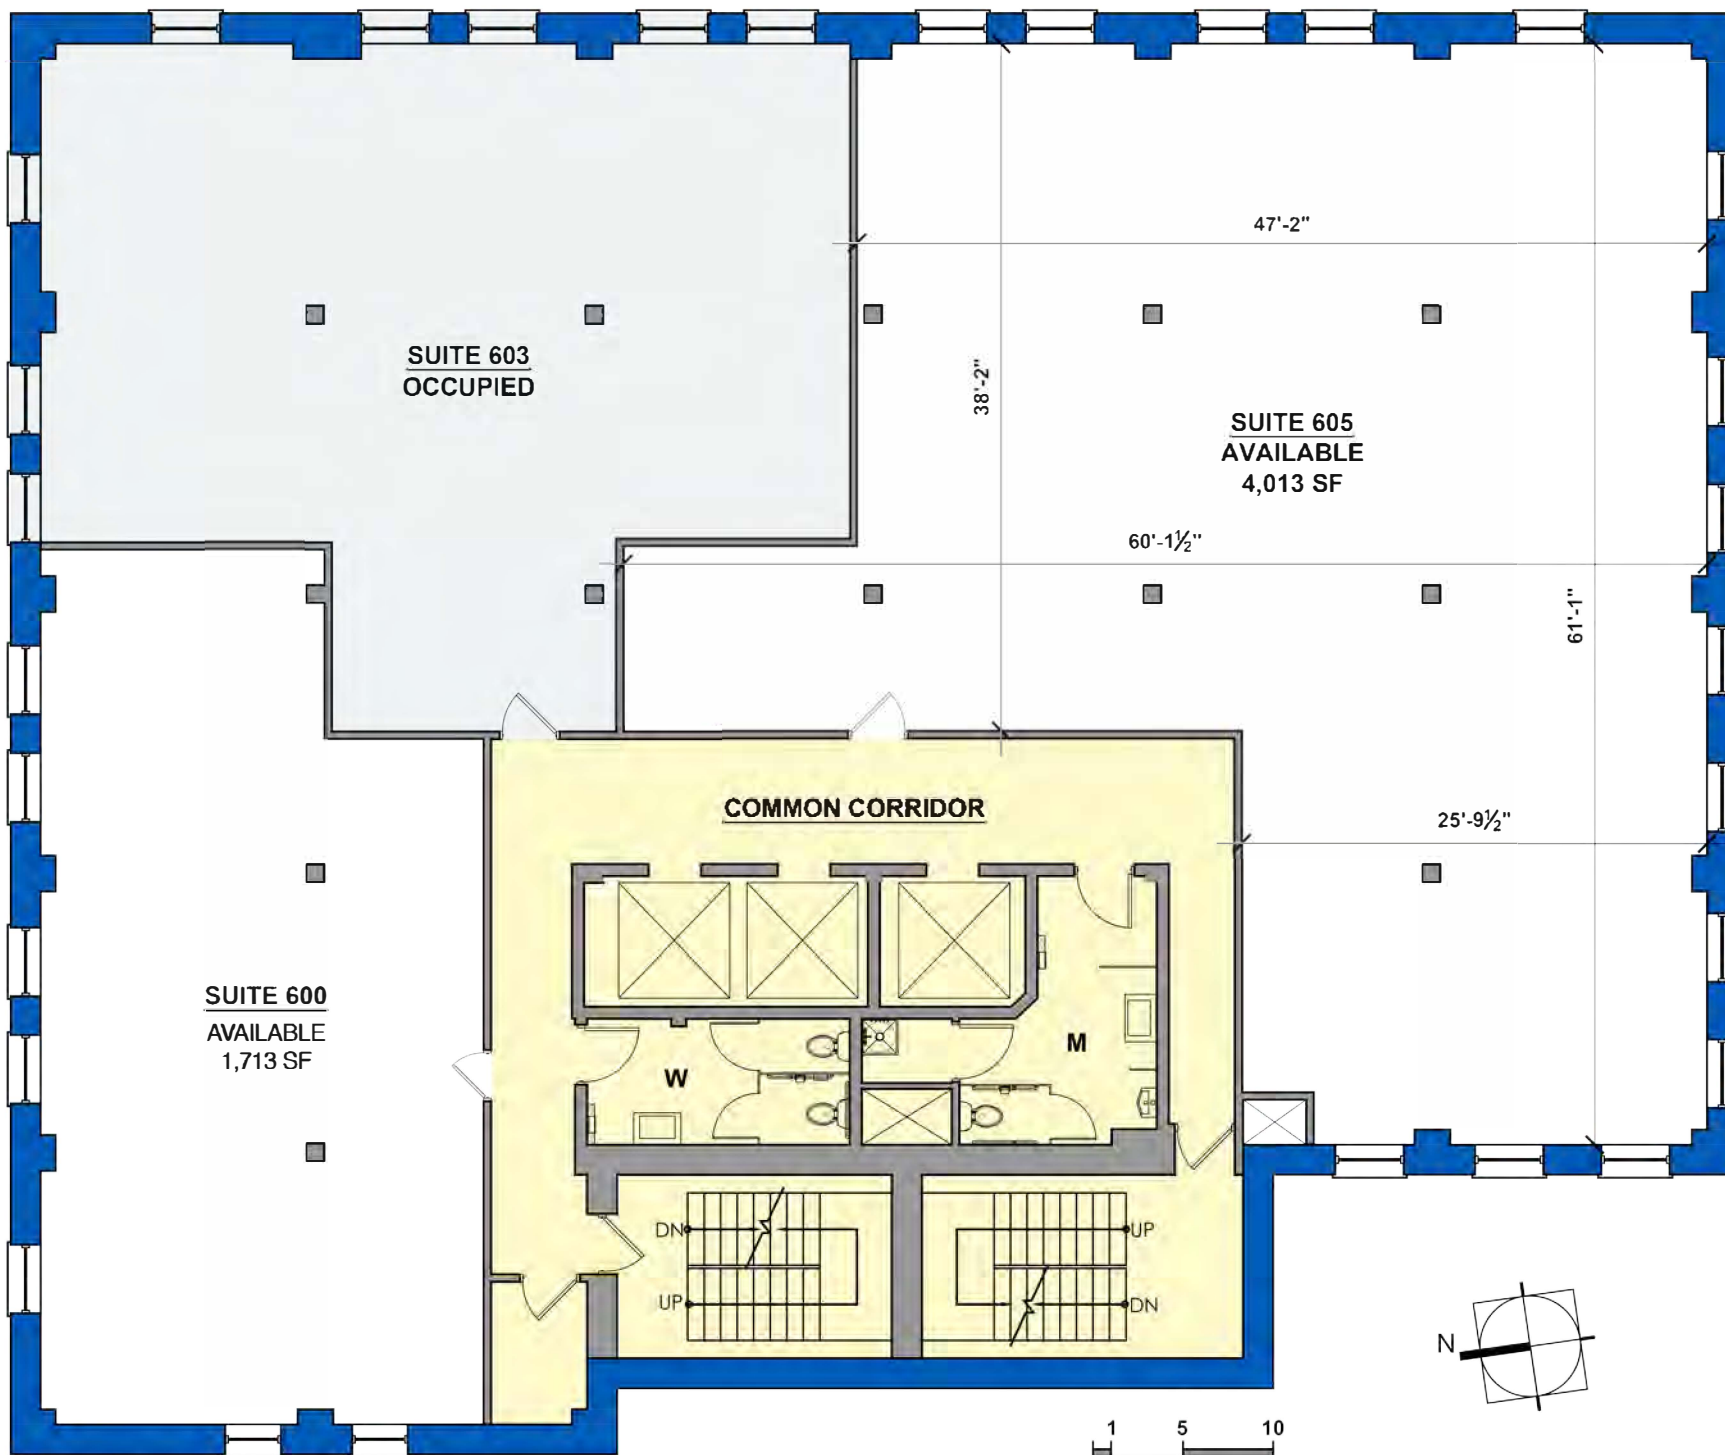 47'-2"
SUITE 603
OCCUPIED
38'-2"
SUITE 605
AVAILABLE
4,013 SF
60'-1½"
61'-1"
COMMON CORRIDOR
25'-9½"
SUITE 600
AVAILABLE
1,713 SF
M
W
DN
UP
UP
DN
N
1 5 10